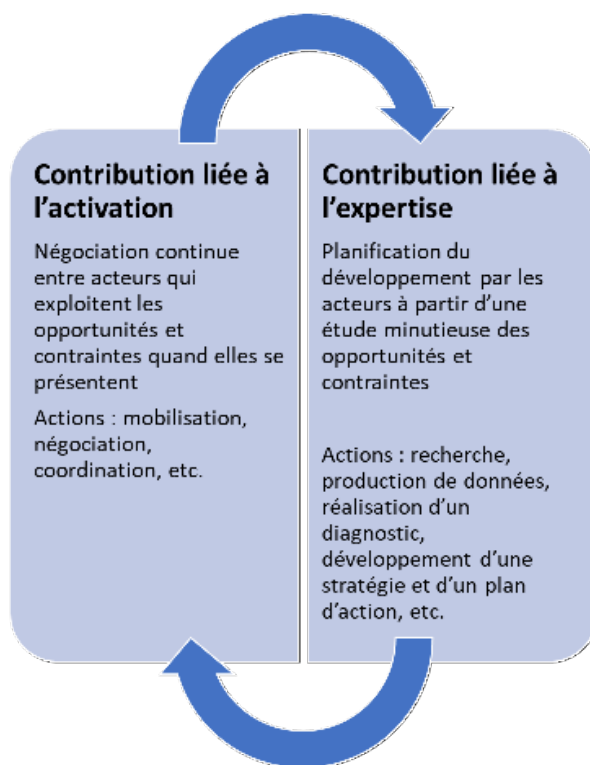 Contribution liée à
l'activation
Négociation continue
entre acteurs qui
exploitent les
opportunités et
contraintes quand elles se
présentent
Actions : mobilisation,
négociation,
coordination, etc.
Contribution liée à
l'expertise
Planification du
développement par les
acteurs à partir d'une
étude minutieuse des
opportunités et
contraintes
Actions : recherche,
production de données,
réalisation d'un
diagnostic,
développement d'une
stratégie et d'un plan
d'action, etc.